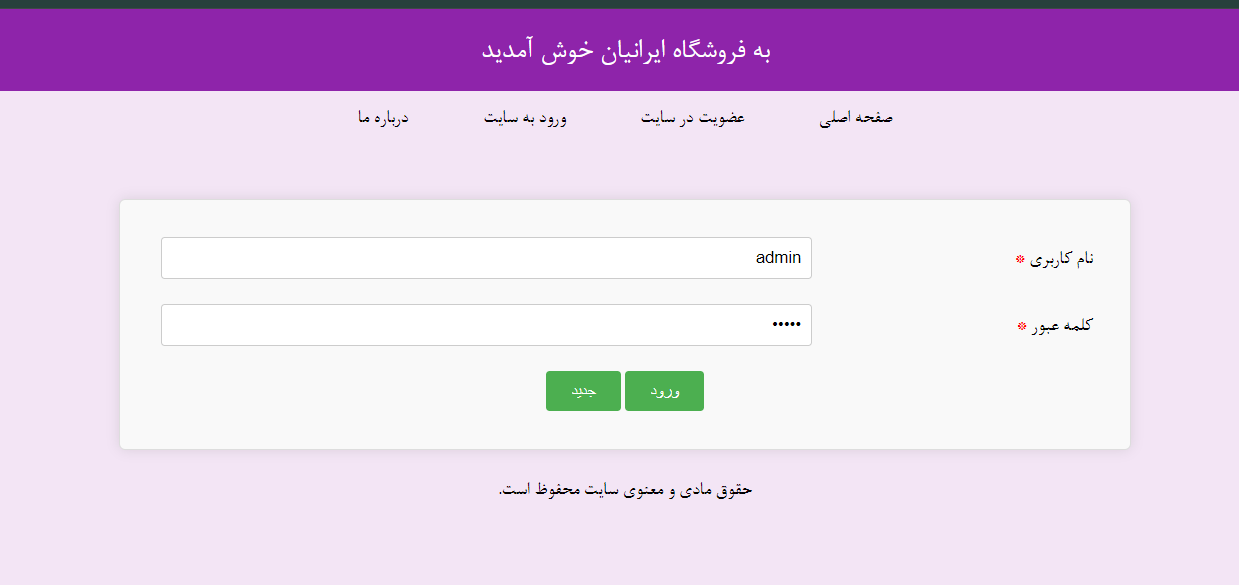 به فروشگاه ایرانیان خوش آمدید
صفحه اصلی عضویت در سایت ورود به سایت درباره ما
نام کاربری * admin
کلمه عبور * •••••
ورود جدید
حقوق مادی و معنوی سایت محفوظ است.